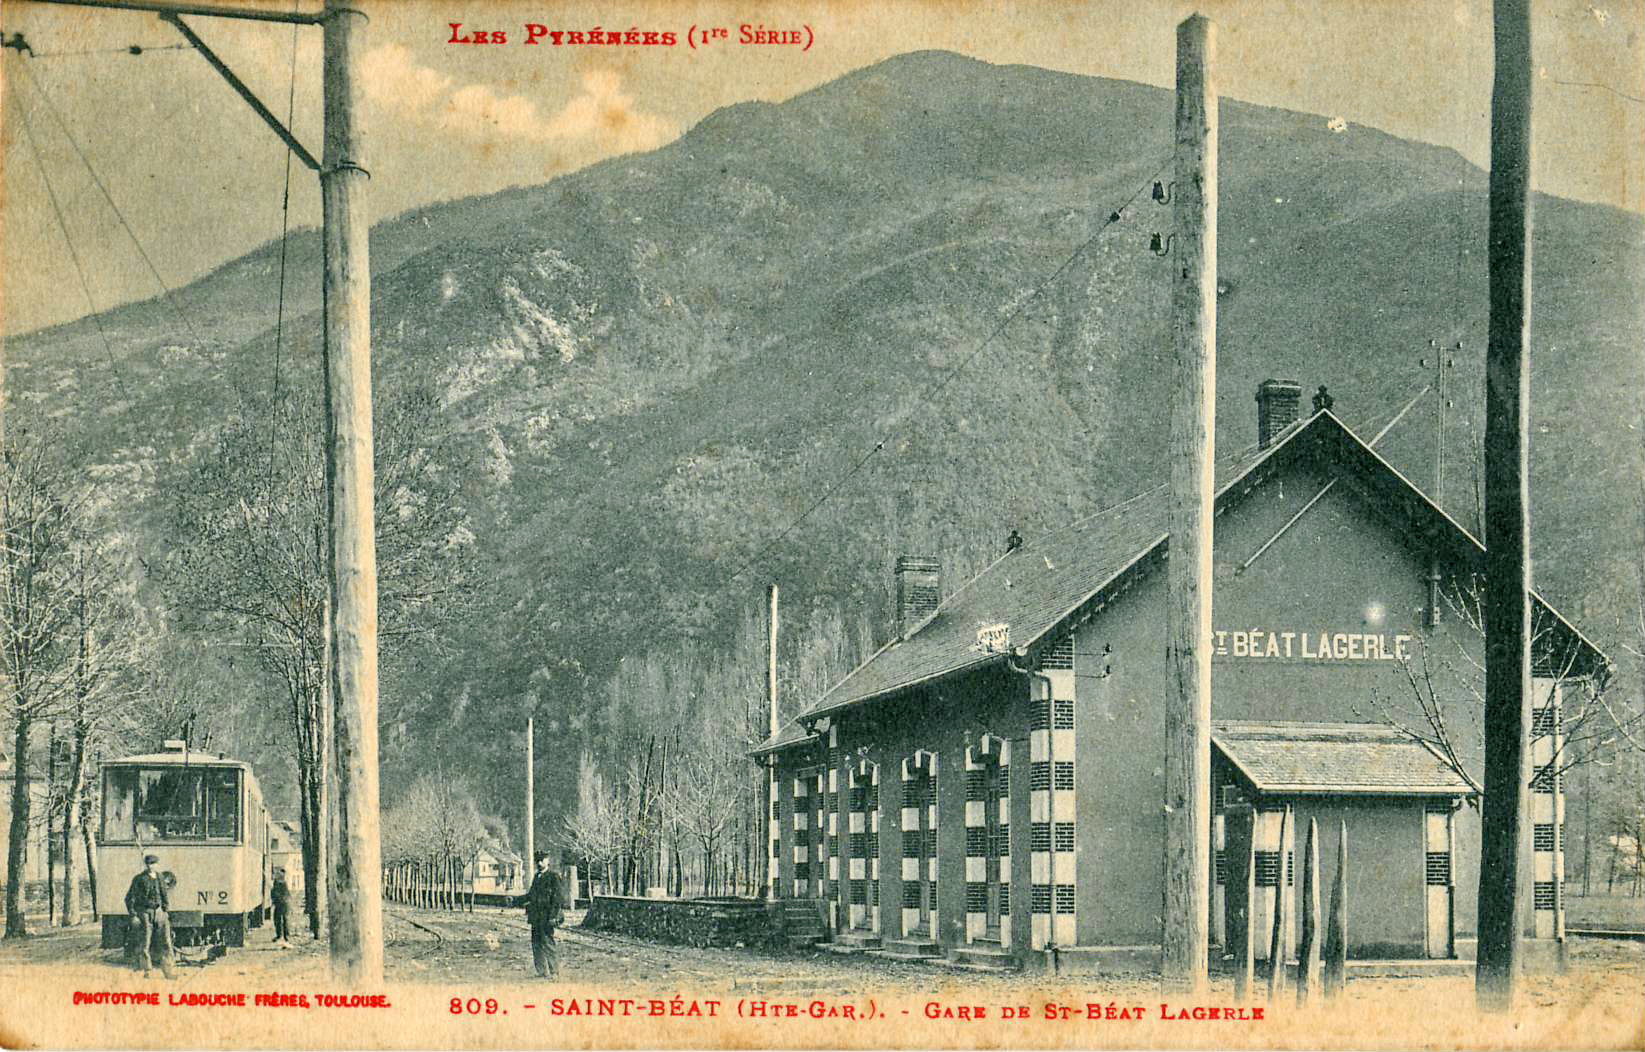 Les Pyrénées (1re Série)
ST BÉAT LAGERLE
No 2
PHOTOTYPIE LABOUCHE FRÈRES, TOULOUSE.
809. - SAINT-BÉAT (Hte-Gar.). - Gare de St-Béat Lagerle